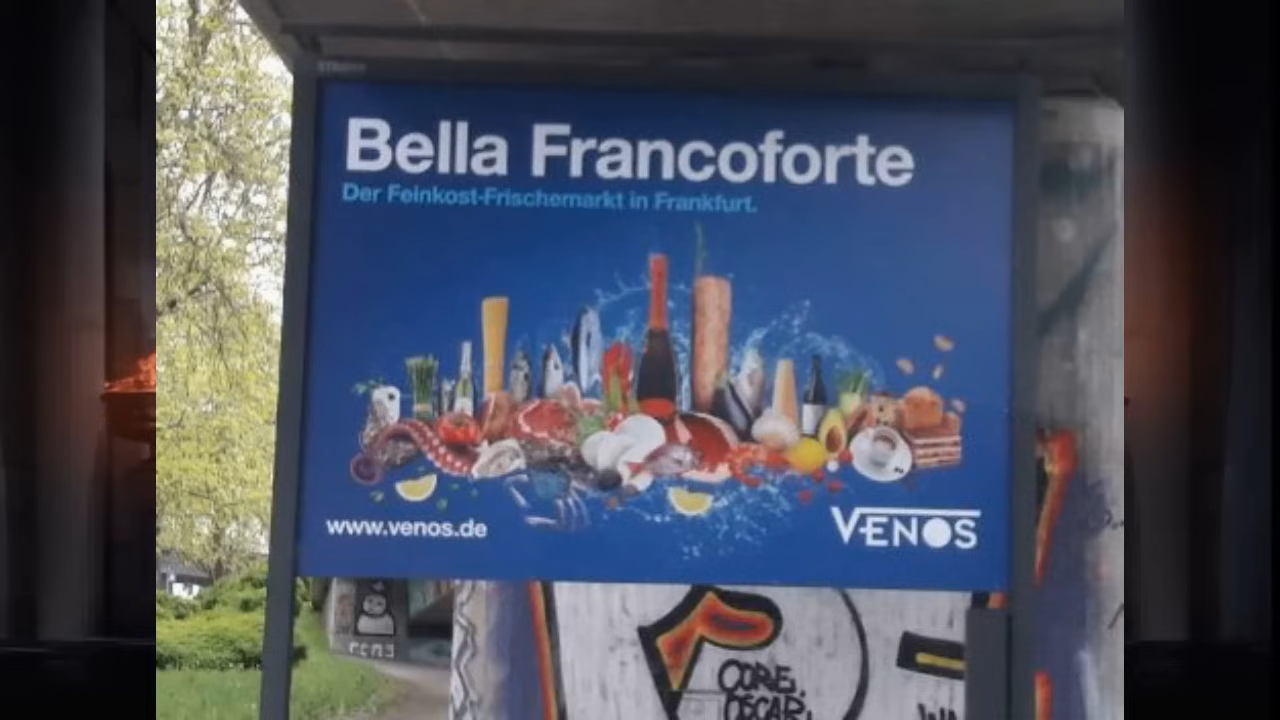 Bella Francoforte
Der Feinkost-Frischemarkt in Frankfurt.
www.venos.de
VENOS
CORE.
OSCAR.